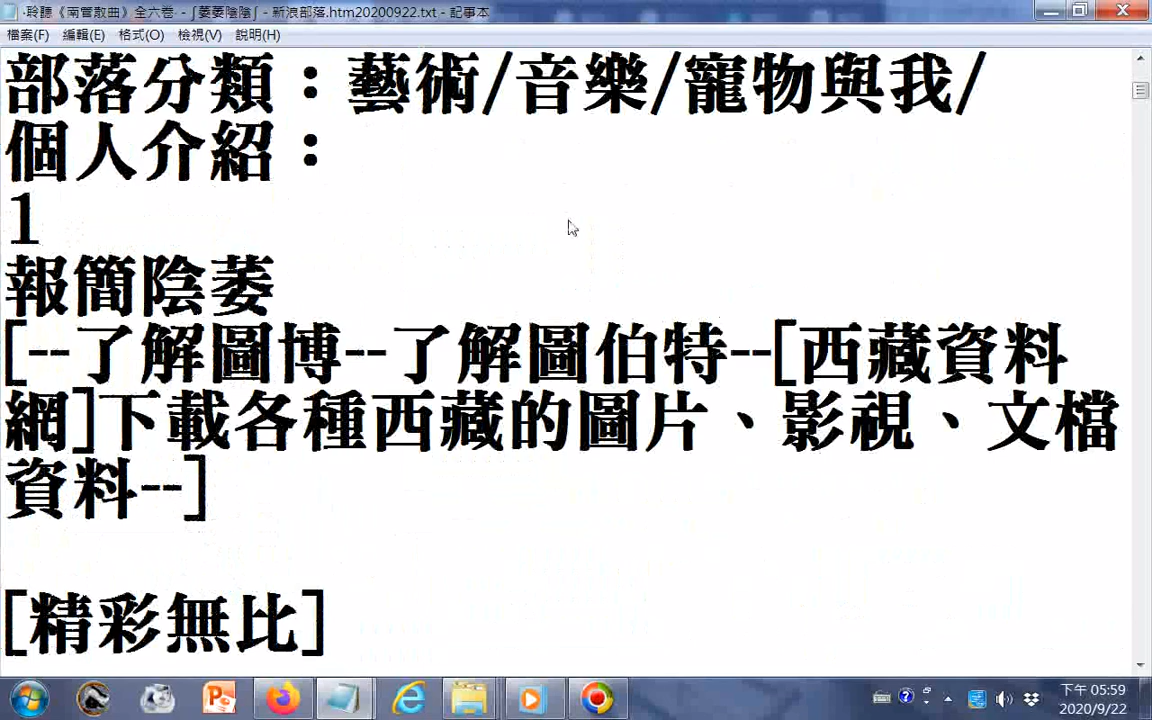 ·聆聽《南管散曲》全六卷· - ∫萎萎陰陰∫ - 新浪部落.htm20200922.txt - 記事本
檔案(F) 編輯(E) 格式(O) 檢視(V) 說明(H)
部落分類：藝術/音樂/寵物與我/
個人介紹：
1
報簡陰萎
[--了解圖博--了解圖伯特--[西藏資料
網]下載各種西藏的圖片、影視、文檔
資料--]
[精彩無比]
下午 05:59
2020/9/22